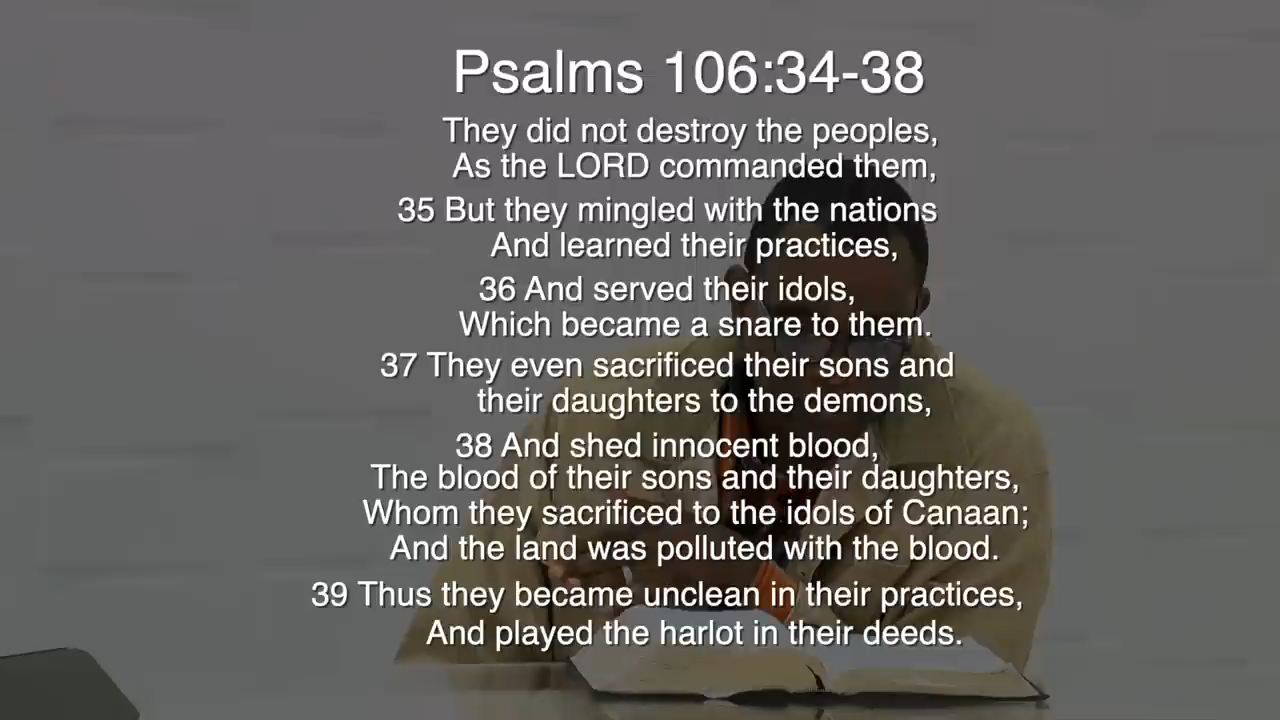 Psalms 106:34-38
They did not destroy the peoples,
As the LORD commanded them,
35 But they mingled with the nations
And learned their practices,
36 And served their idols,
Which became a snare to them.
37 They even sacrificed their sons and
their daughters to the demons,
38 And shed innocent blood,
The blood of their sons and their daughters,
Whom they sacrificed to the idols of Canaan;
And the land was polluted with the blood.
39 Thus they became unclean in their practices,
And played the harlot in their deeds.